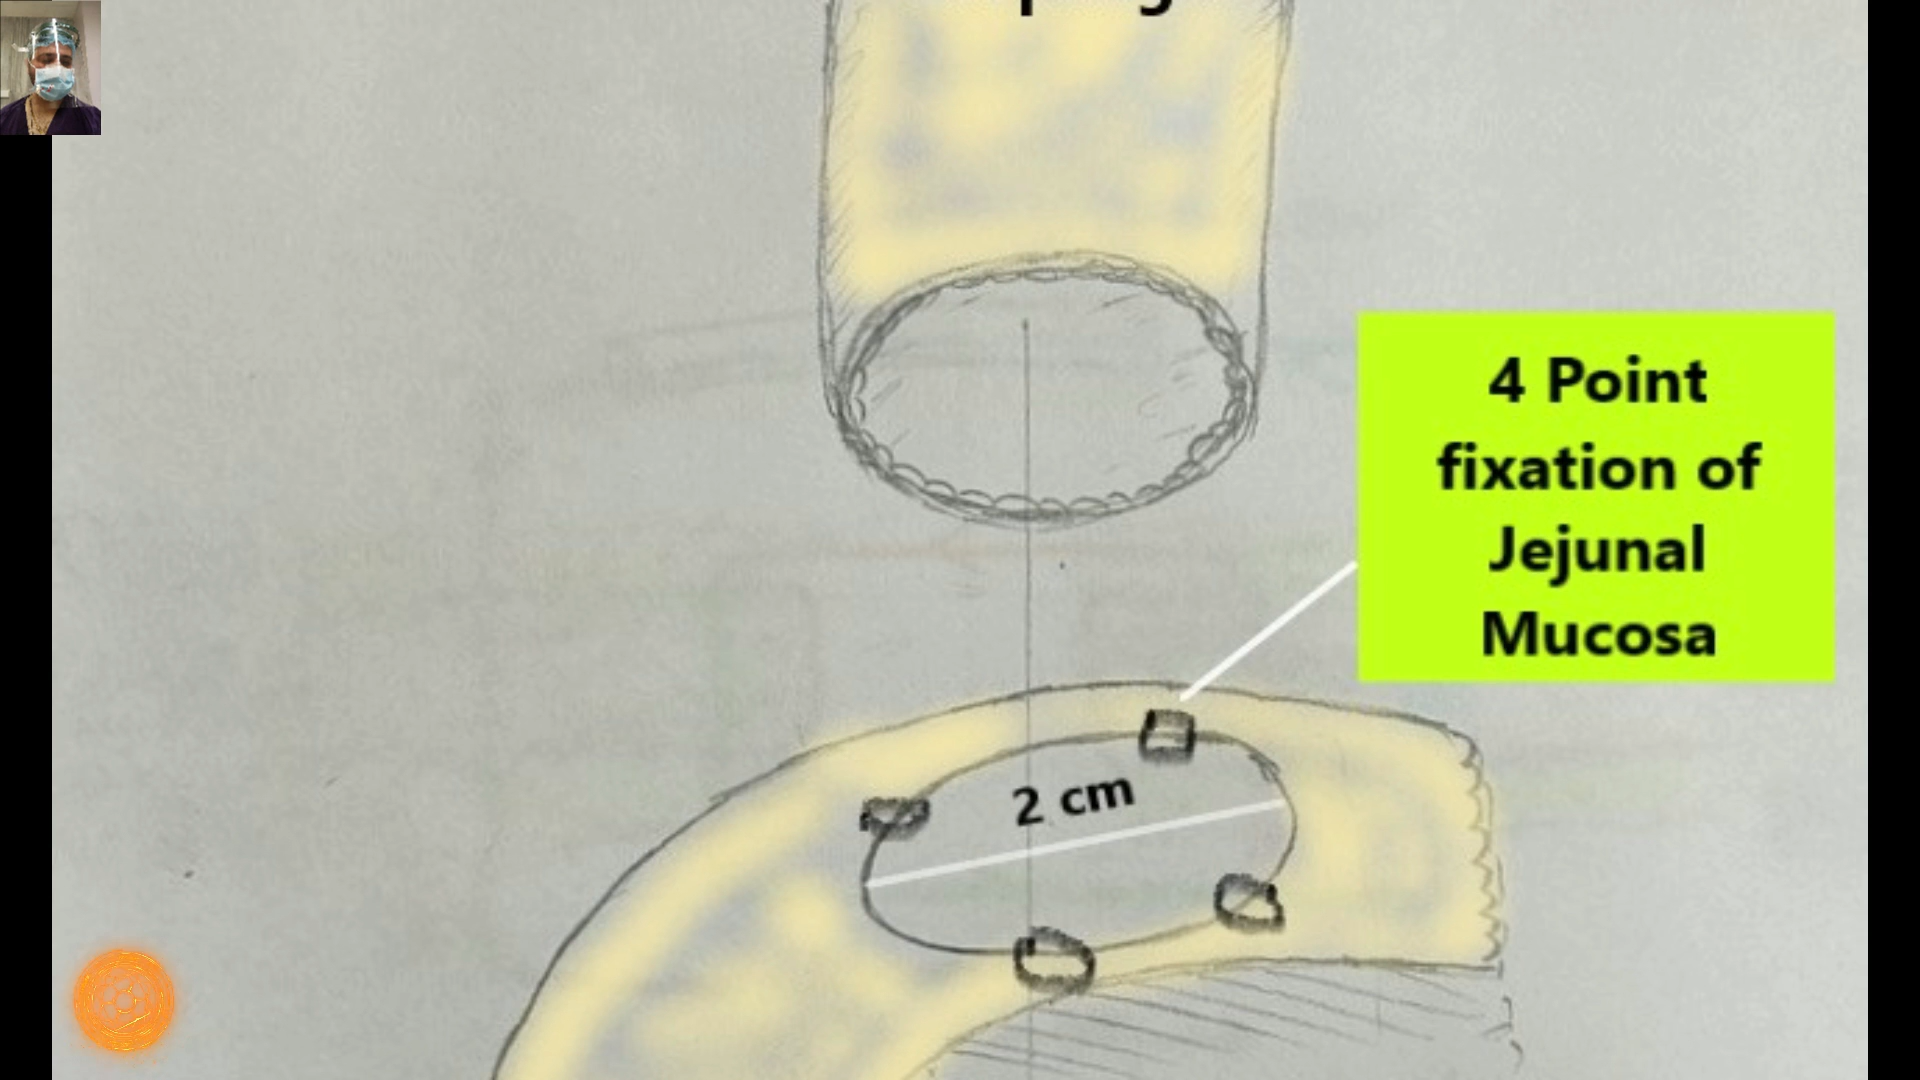 2 cm
4 Point
fixation of
Jejunal
Mucosa